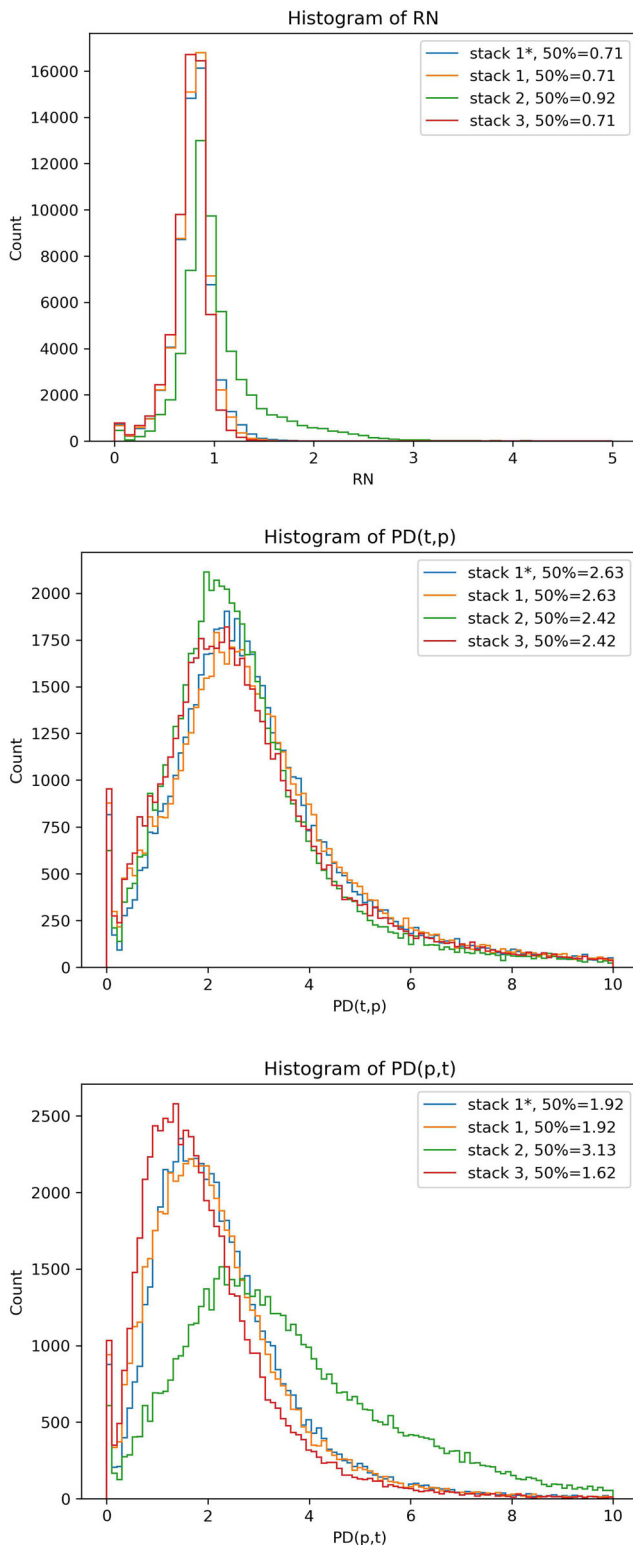 Histogram of RN
stack 1*, 50%=0.71
stack 1, 50%=0.71
stack 2, 50%=0.92
stack 3, 50%=0.71
16000
14000
12000
10000
8000
6000
4000
2000
0
Count
0
1
2
3
4
5
RN
Histogram of PD(t,p)
stack 1*, 50%=2.63
stack 1, 50%=2.63
stack 2, 50%=2.42
stack 3, 50%=2.42
2000
1750
1500
1250
1000
750
500
250
0
Count
0
2
4
6
8
10
PD(t,p)
Histogram of PD(p,t)
stack 1*, 50%=1.92
stack 1, 50%=1.92
stack 2, 50%=3.13
stack 3, 50%=1.62
2500
2000
1500
1000
500
0
Count
0
2
4
6
8
10
PD(p,t)